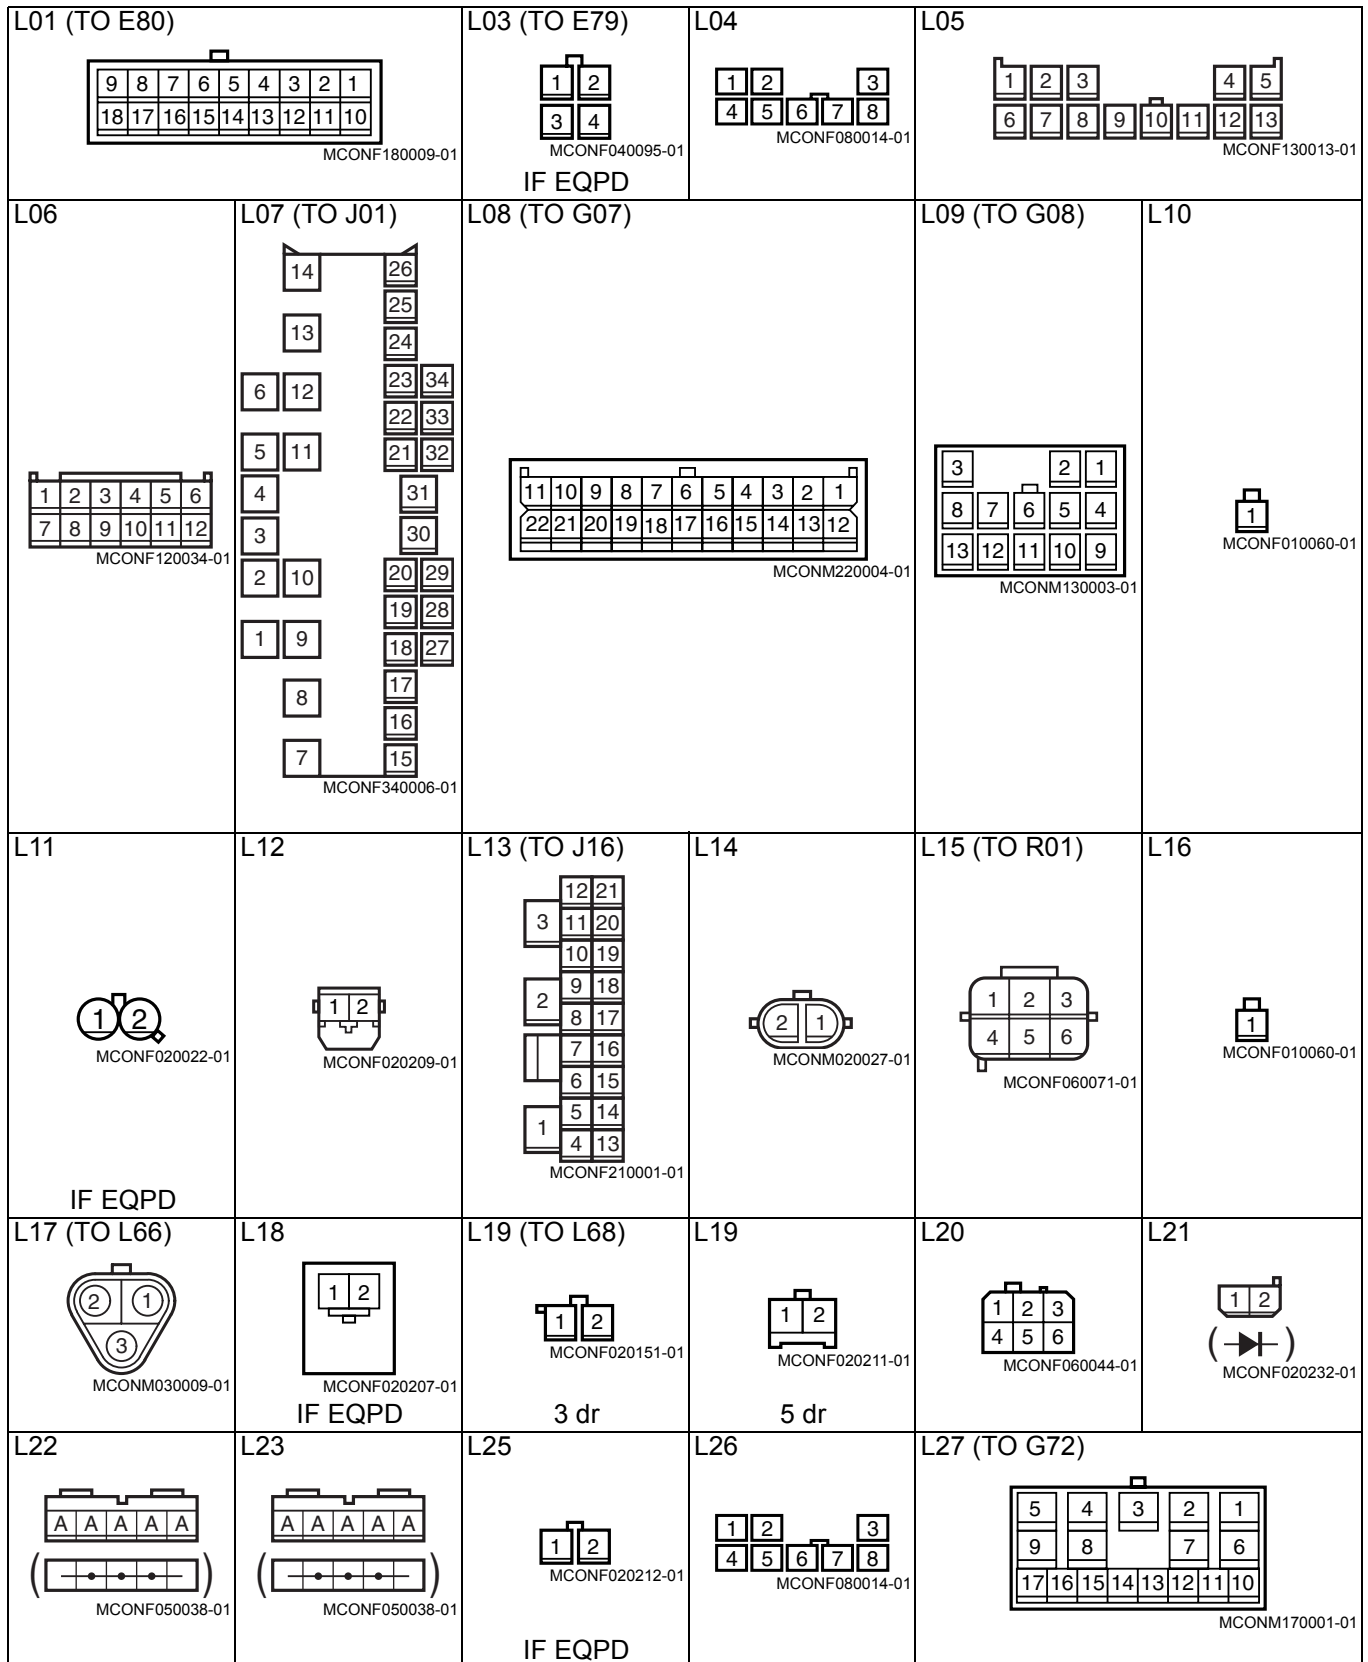 L01 (TO E80)
9 8 7 6 5 4 3 2 1
18 17 16 15 14 13 12 11 10
MCONF180009-01
L03 (TO E79)
1 2
3 4
MCONF040095-01
IF EQPD
L04
1 2 3
4 5 6 7 8
MCONF080014-01
L05
1 2 3 4 5
6 7 8 9 10 11 12 13
MCONF130013-01
L06
1 2 3 4 5 6
7 8 9 10 11 12
MCONF120034-01
L07 (TO J01)
14 26
25
13 24
6 12 23 34
22 33
5 11 21 32
4 31
3 30
2 10 20 29
19 28
1 9 18 27
17
8 16
7 15
MCONF340006-01
L08 (TO G07)
11 10 9 8 7 6 5 4 3 2 1
22 21 20 19 18 17 16 15 14 13 12
MCONM220004-01
L09 (TO G08)
3 2 1
8 7 6 5 4
13 12 11 10 9
MCONM130003-01
L10
1
MCONF010060-01
L11
1 2
MCONF020022-01
IF EQPD
L12
1 2
MCONF020209-01
L13 (TO J16)
12 21
3 11 20
10 19
2 9 18
8 17
7 16
6 15
1 5 14
4 13
MCONF210001-01
L14
2 1
MCONM020027-01
L15 (TO R01)
1 2 3
4 5 6
MCONF060071-01
L16
1
MCONF010060-01
L17 (TO L66)
2 1
3
MCONM030009-01
L18
1 2
MCONF020207-01
IF EQPD
L19 (TO L68)
1 2
MCONF020151-01
3 dr
L19
1 2
MCONF020211-01
5 dr
L20
1 2 3
4 5 6
MCONF060044-01
L21
1 2
( )
MCONF020232-01
L22
A A A A A
( )
MCONF050038-01
L23
A A A A A
( )
MCONF050038-01
L25
1 2
MCONF020212-01
IF EQPD
L26
1 2 3
4 5 6 7 8
MCONF080014-01
L27 (TO G72)
5 4 3 2 1
9 8 7 6
17 16 15 14 13 12 11 10
MCONM170001-01